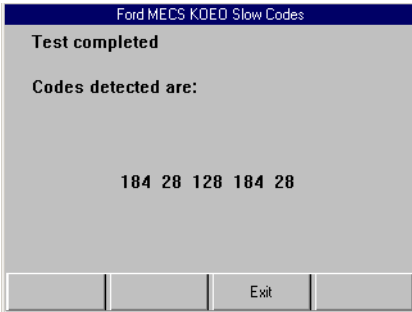 Ford MECS KOEO Slow Codes
Test completed
Codes detected are:
184 28 128 184 28
Exit